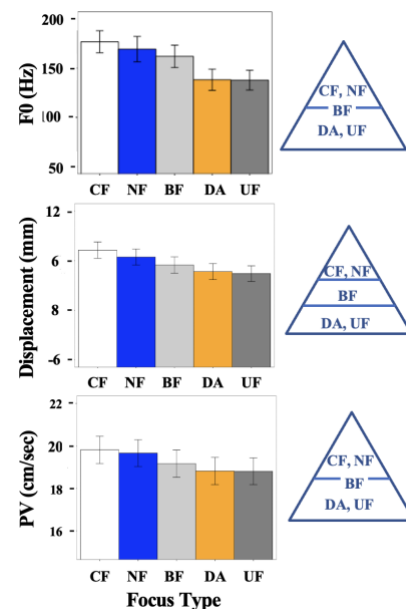 F0 (Hz)
200
150
100
50
CF NF BF DA UF
CF, NF
BF
DA, UF
Displacement (mm)
12
6
8
-6
CF NF BF DA UF
CF, NF
BF
DA, UF
PV (cm/sec)
22
20
19
18
16
CF NF BF DA UF
Focus Type
CF, NF
BF
DA, UF